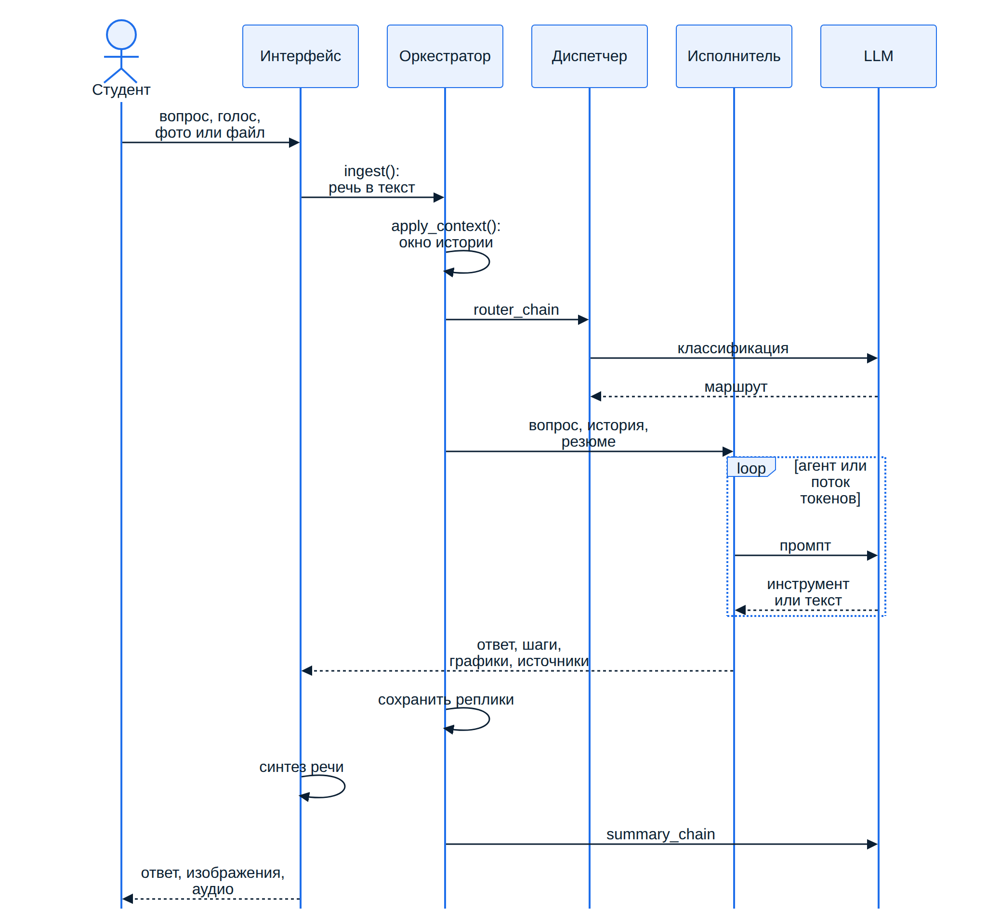 Студент
Интерфейс
Оркестратор
Диспетчер
Исполнитель
LLM
вопрос, голос,
фото или файл
ingest():
речь в текст
apply_context():
окно истории
router_chain
классификация
маршрут
вопрос, история,
резюме
loop
[агент или
поток
токенов]
промпт
инструмент
или текст
ответ, шаги,
графики, источники
сохранить реплики
синтез речи
summary_chain
ответ, изображения,
аудио